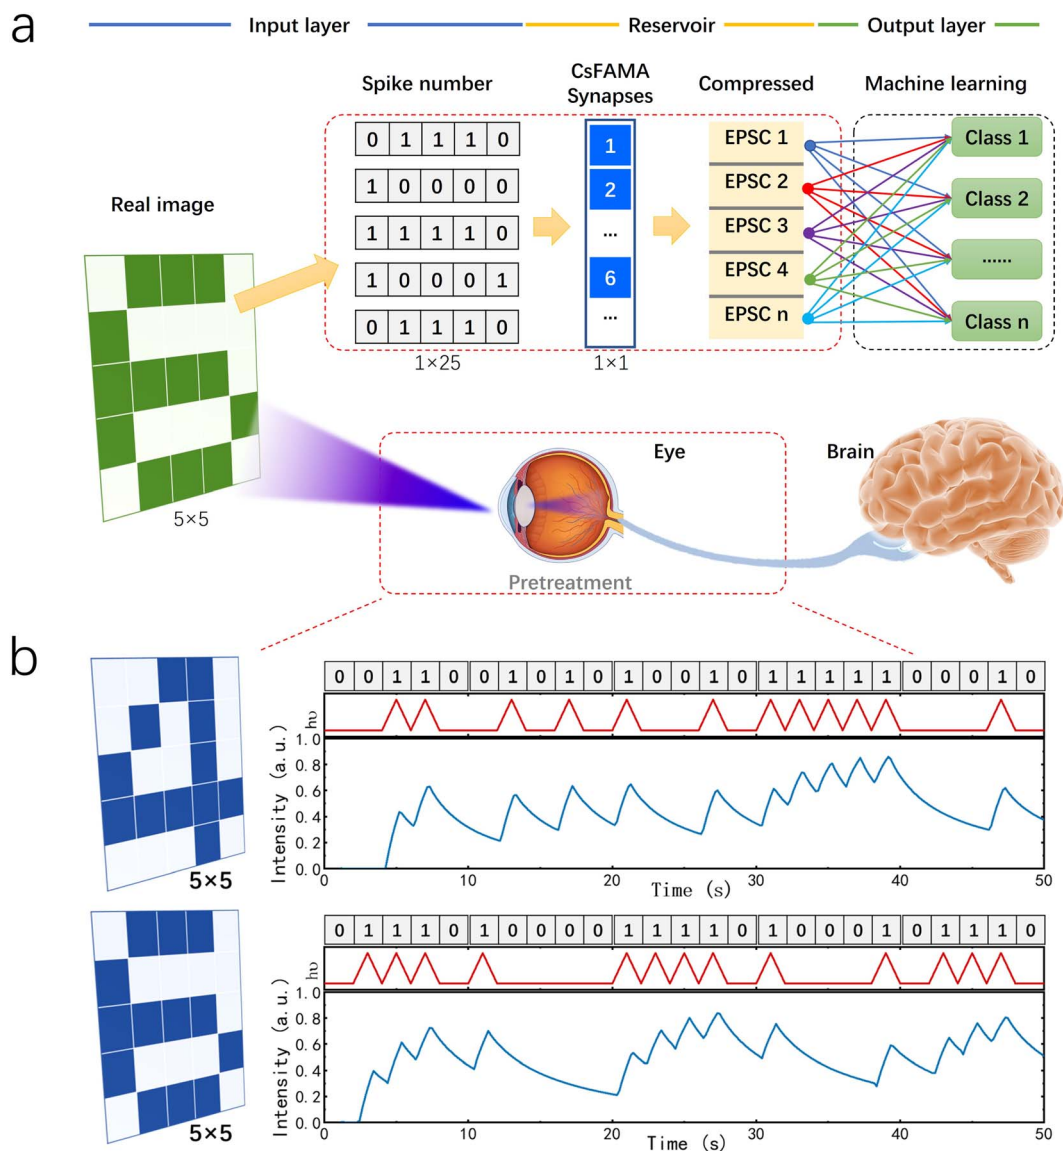 a
Input layer
Reservoir
Output layer
Spike number
CsFAMA
Synapses
Compressed
Machine learning
Real image
0 1 1 1 0
1 0 0 0 0
1 1 1 1 0
1 0 0 0 1
0 1 1 1 0
1×25
1
2
...
6
...
1×1
EPSC 1
EPSC 2
EPSC 3
EPSC 4
EPSC n
Class 1
Class 2
......
Class n
5×5
Eye
Brain
Pretreatment
b
5×5
0 0 1 1 0 0 1 0 1 0 1 0 0 1 0 1 1 1 1 1 0 0 0 1 0
hυ
Intensity (a.u.)
1.0
0.8
0.6
0.4
0.2
0.0
0 10 20 30 40 50
Time (s)
5×5
0 1 1 1 0 1 0 0 0 0 1 1 1 1 0 1 0 0 0 1 0 1 1 1 0
hυ
Intensity (a.u.)
1.0
0.8
0.6
0.4
0.2
0.0
0 10 20 30 40 50
Time (s)